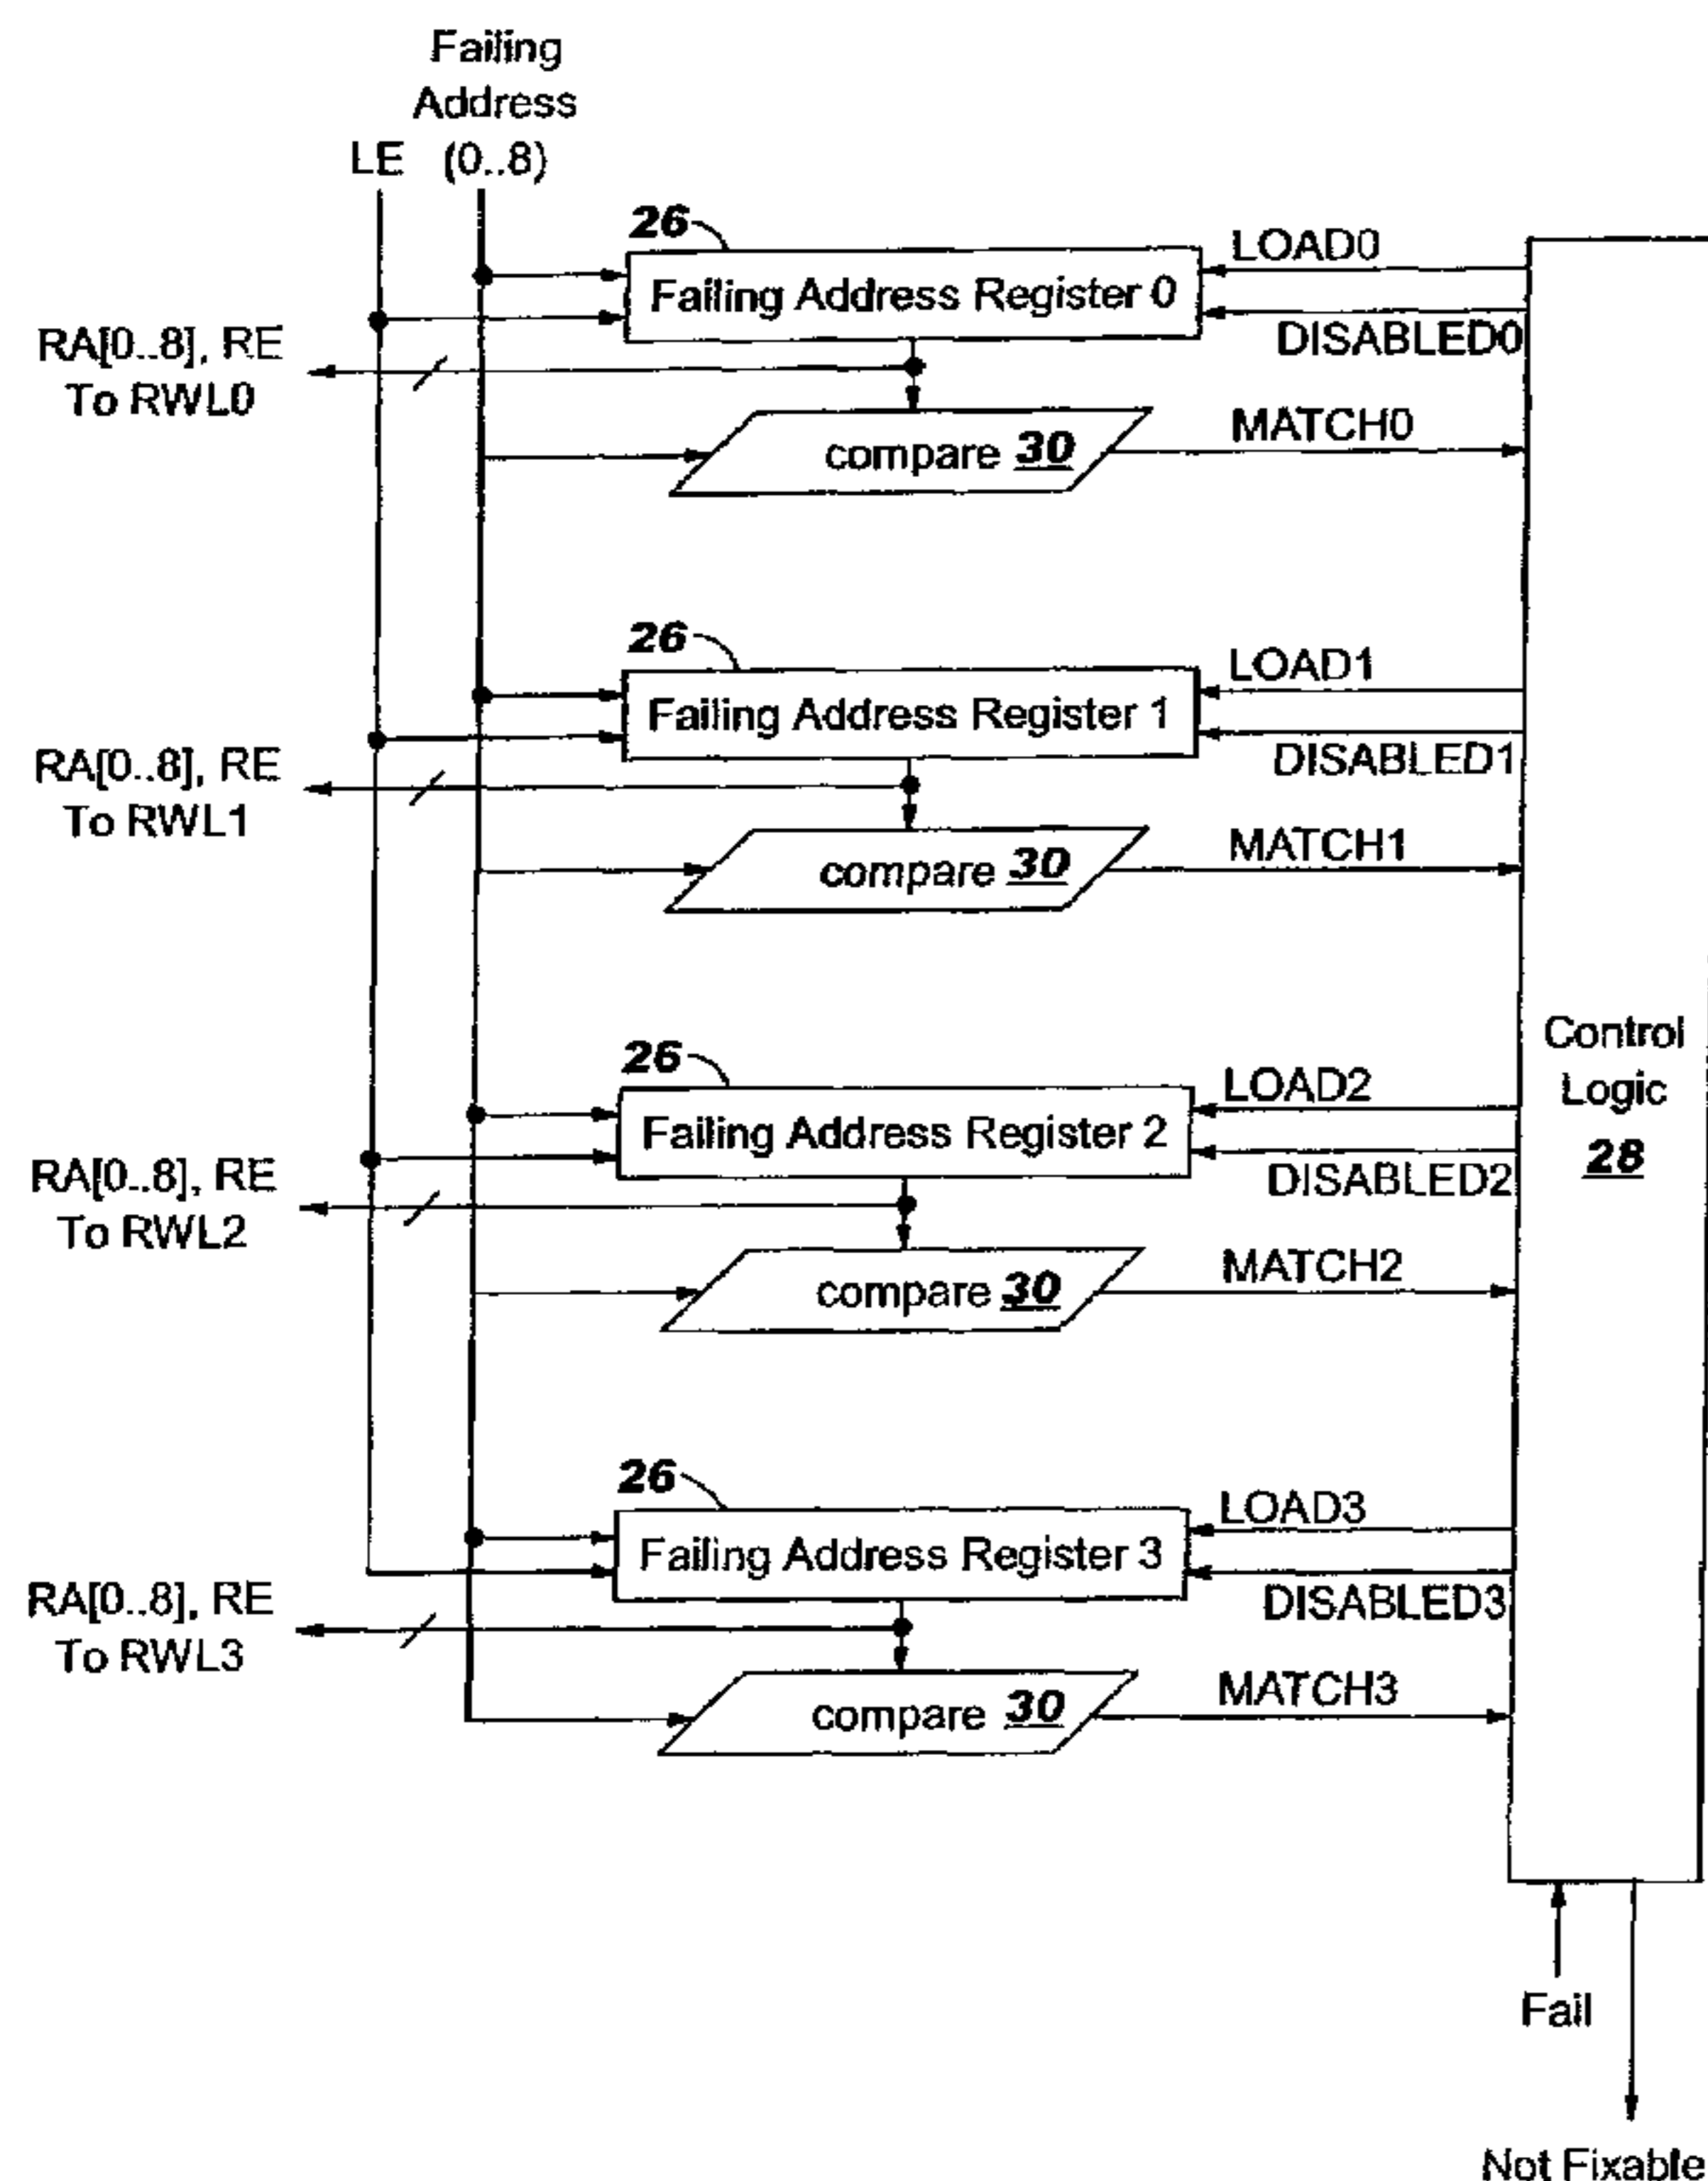 Failing
Address
LE (0..8)
26
LOAD0
Failing Address Register 0
DISABLED0
RA[0..8], RE
To RWL0
MATCH0
compare 30
26
LOAD1
Failing Address Register 1
DISABLED1
RA[0..8], RE
To RWL1
MATCH1
compare 30
Control
Logic
28
26
LOAD2
Failing Address Register 2
DISABLED2
RA[0..8], RE
To RWL2
MATCH2
compare 30
26
LOAD3
Failing Address Register 3
DISABLED3
RA[0..8], RE
To RWL3
MATCH3
compare 30
Fail
Not Fixable